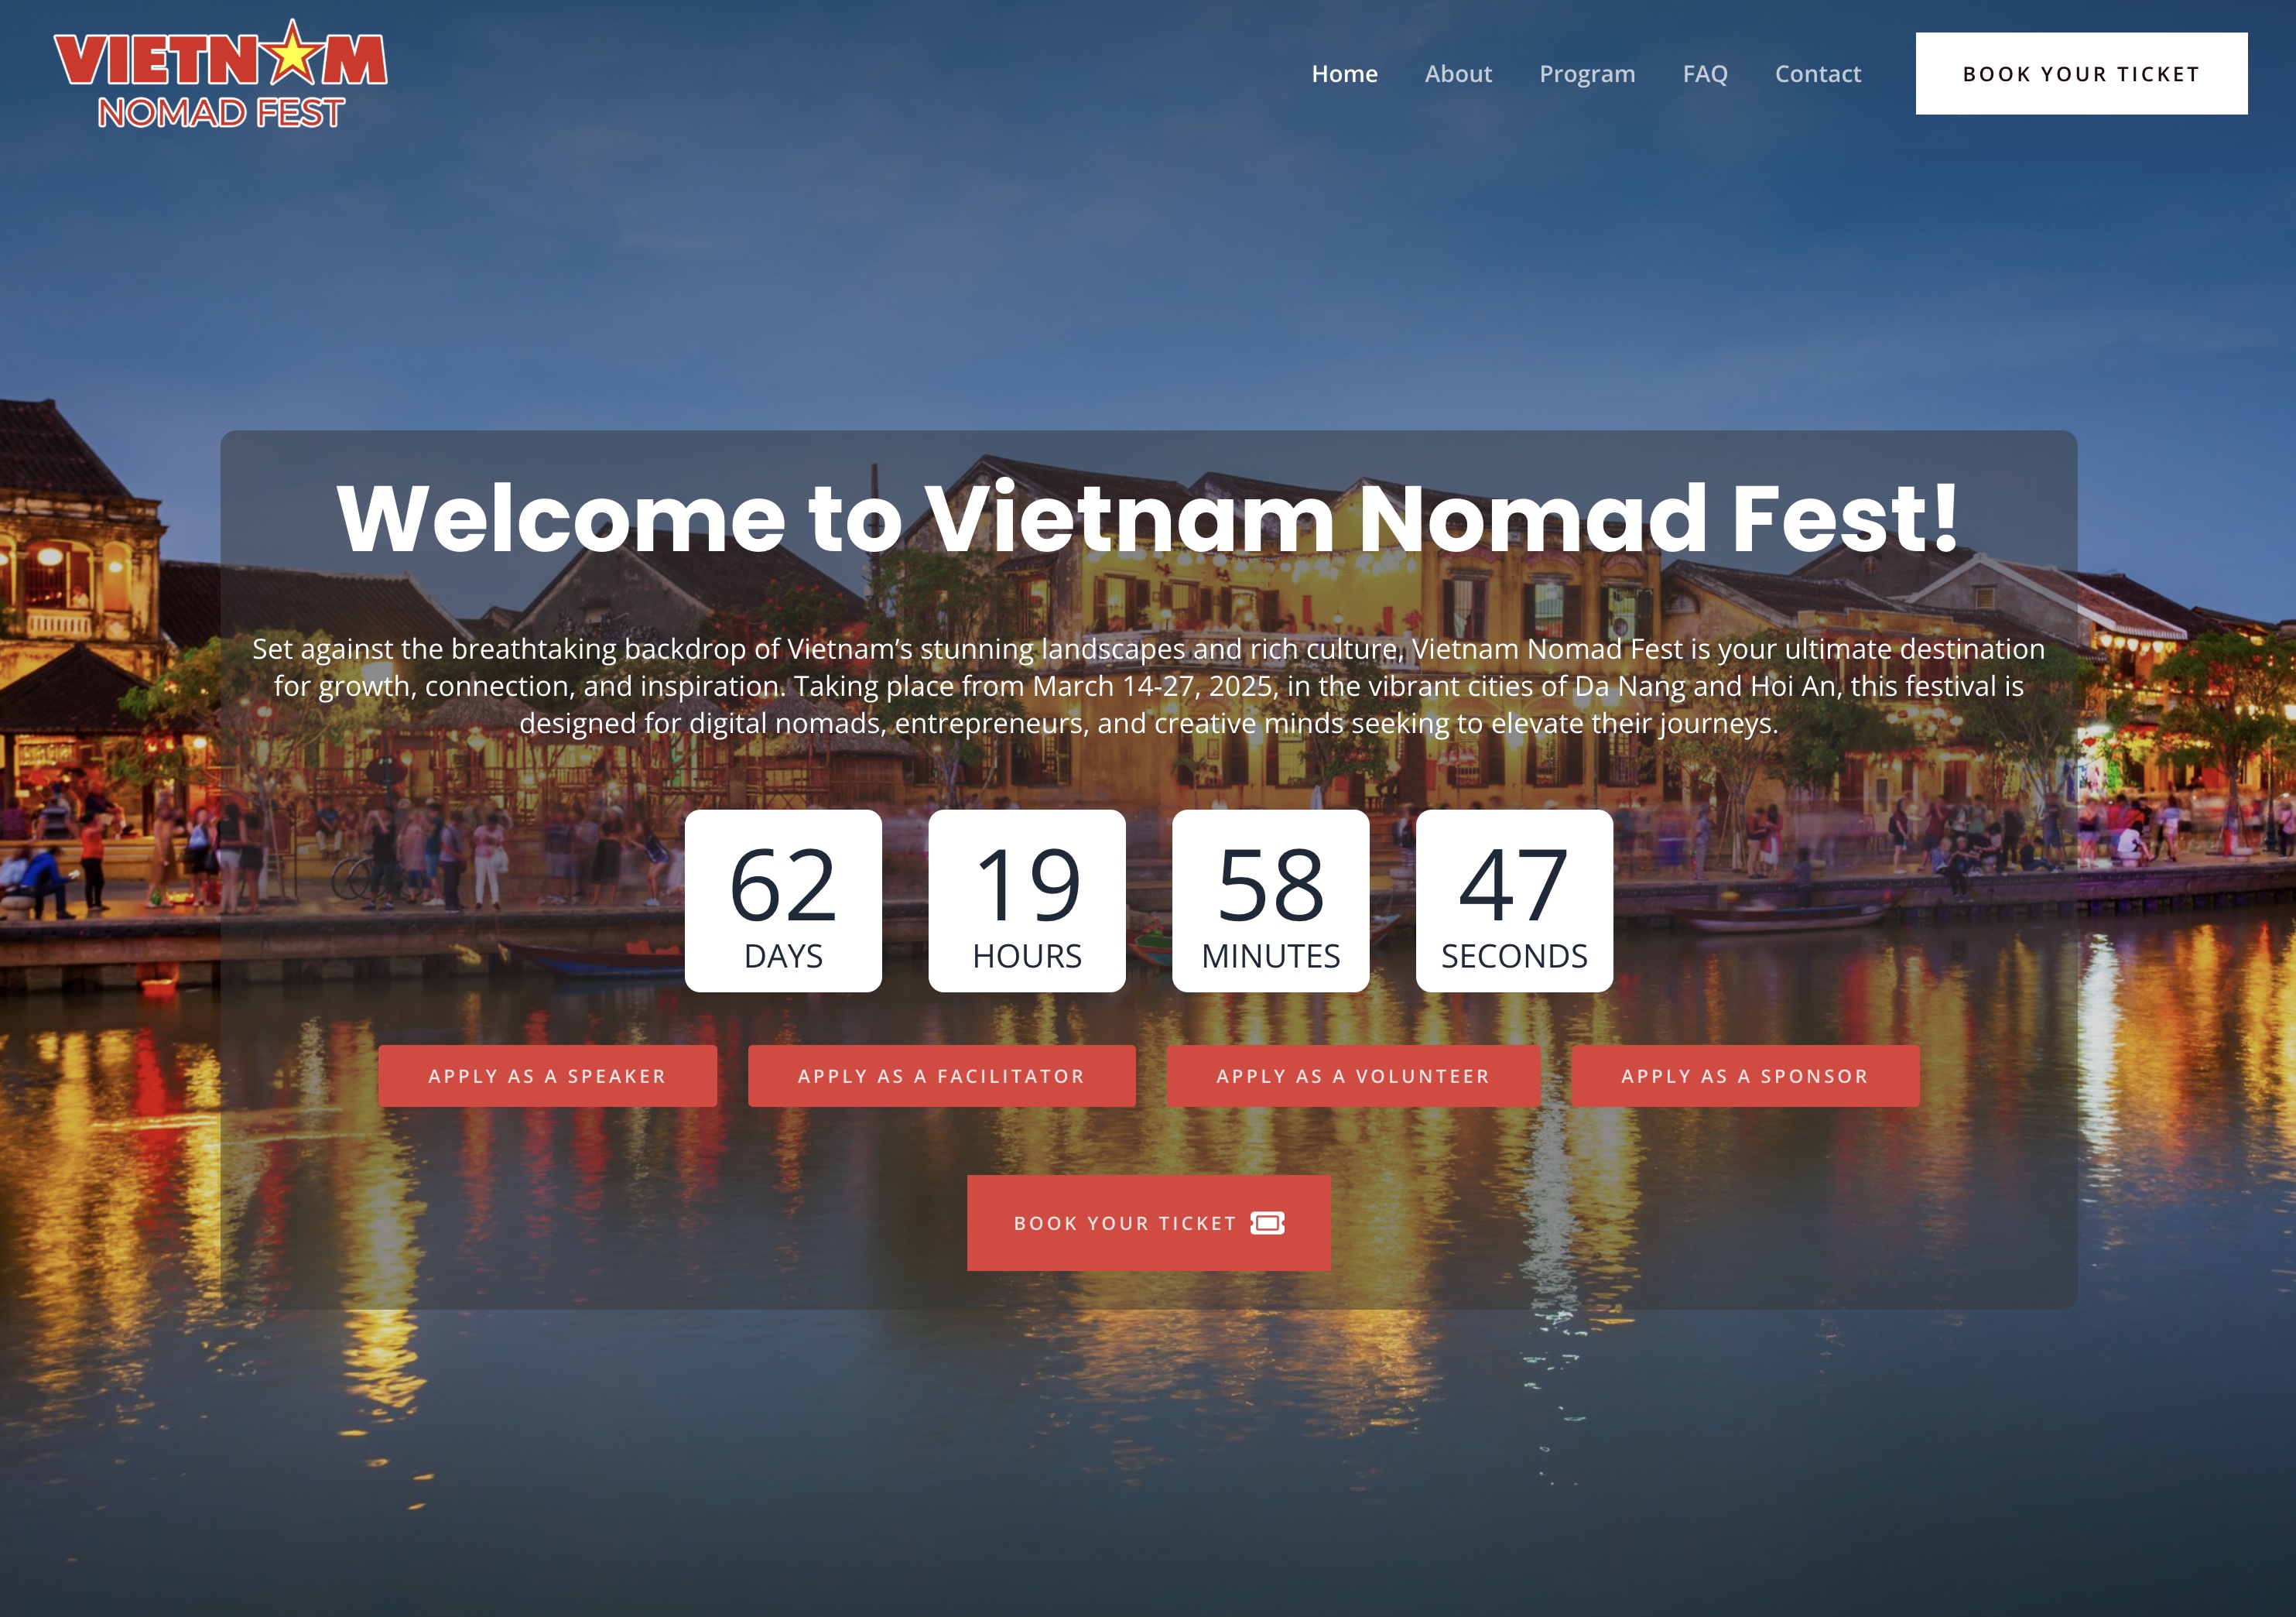 VIETNAM
NOMAD FEST
Home About Program FAQ Contact BOOK YOUR TICKET
Welcome to Vietnam Nomad Fest!
Set against the breathtaking backdrop of Vietnam’s stunning landscapes and rich culture, Vietnam Nomad Fest is your ultimate destination
for growth, connection, and inspiration. Taking place from March 14-27, 2025, in the vibrant cities of Da Nang and Hoi An, this festival is
designed for digital nomads, entrepreneurs, and creative minds seeking to elevate their journeys.
62 19 58 47
DAYS HOURS MINUTES SECONDS
APPLY AS A SPEAKER APPLY AS A FACILITATOR APPLY AS A VOLUNTEER APPLY AS A SPONSOR
BOOK YOUR TICKET